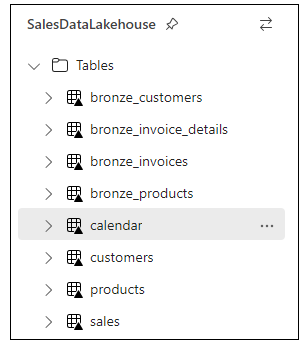 SalesDataLakehouse
Tables
bronze_customers
bronze_invoice_details
bronze_invoices
bronze_products
calendar
customers
products
sales